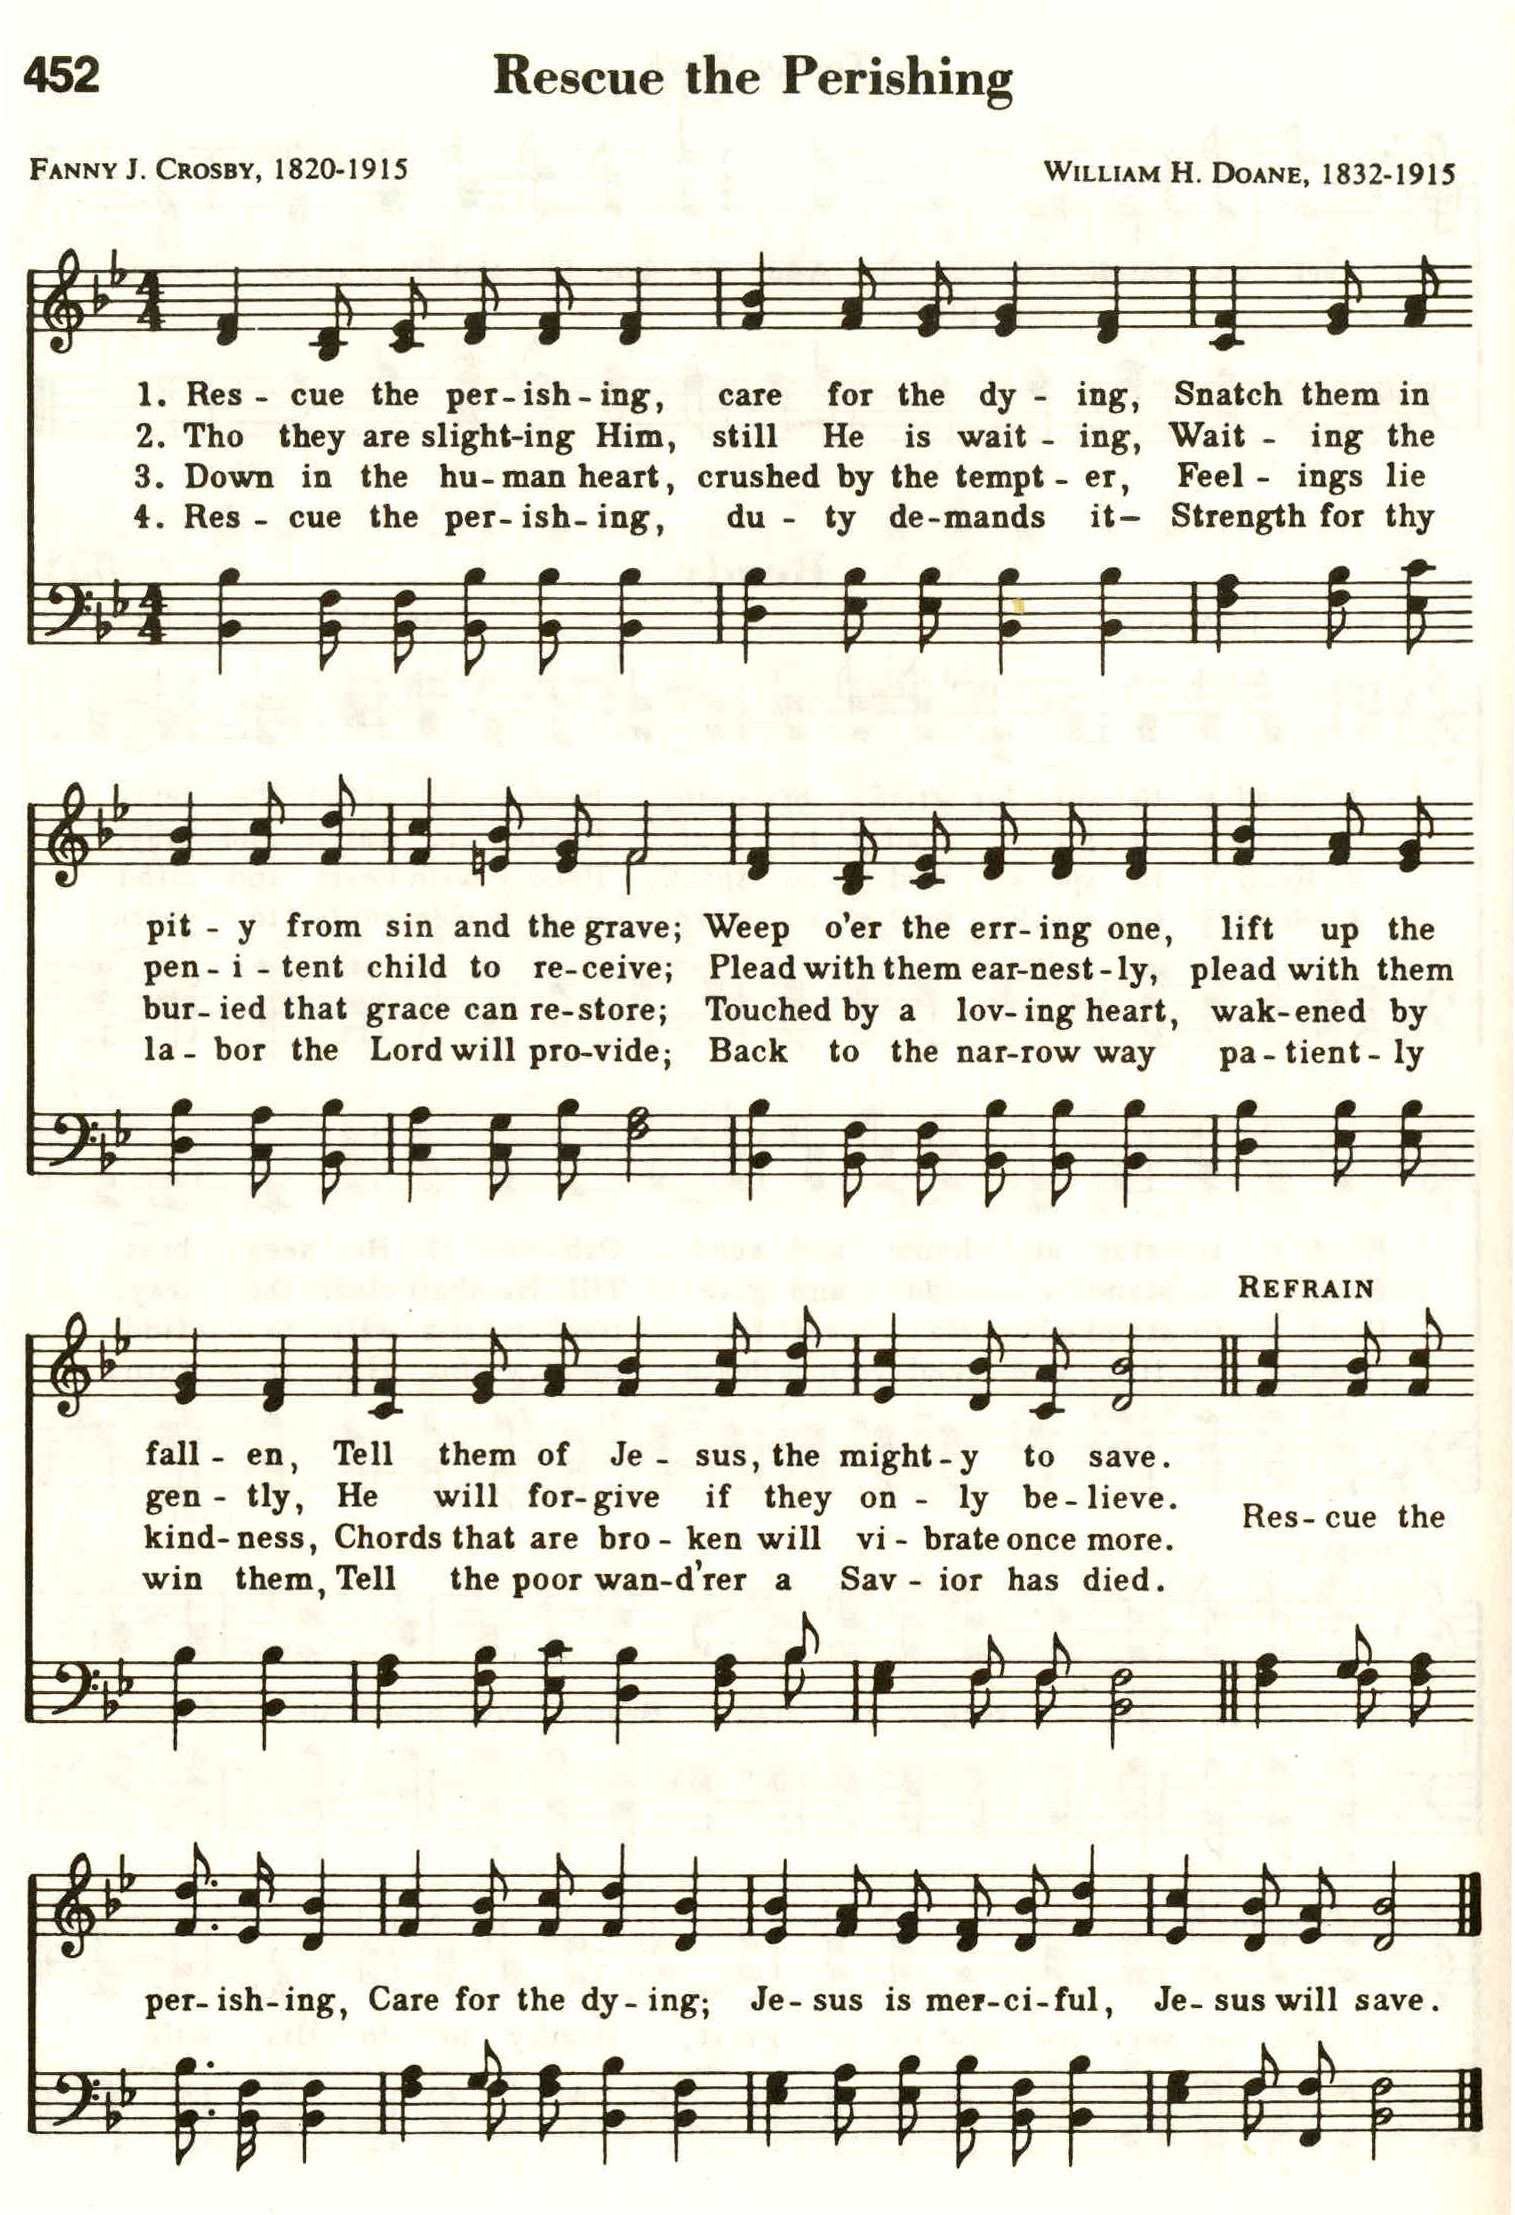 452
Rescue the Perishing
FANNY J. CROSBY, 1820-1915
WILLIAM H. DOANE, 1832-1915
4
4
1. Res - cue the per-ish-ing, care for the dy - ing, Snatch them in
2. Tho they are slight-ing Him, still He is wait - ing, Wait - ing the
3. Down in the hu-man heart, crushed by the tempt - er, Feel - ings lie
4. Res - cue the per-ish-ing, du - ty de-mands it— Strength for thy
4
4
pit - y from sin and the grave; Weep o'er the err-ing one, lift up the
pen - i - tent child to re-ceive; Plead with them ear-nest-ly, plead with them
bur-ied that grace can re-store; Touched by a lov-ing heart, wak-ened by
la - bor the Lord will pro-vide; Back to the nar-row way pa-tient-ly
REFRAIN
fall - en, Tell them of Je - sus, the might-y to save.
gen - tly, He will for-give if they on - ly be-lieve.
Res-cue the
kind-ness, Chords that are bro - ken will vi - brate once more.
win them, Tell the poor wan-d'rer a Sav - ior has died.
per-ish-ing, Care for the dy-ing; Je-sus is mer-ci-ful, Je-sus will save.